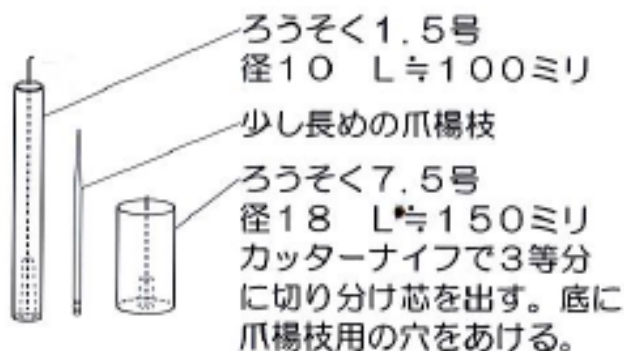 ろうそく1.5号
径10　L≒100ミリ
少し長めの爪楊枝
ろうそく7.5号
径18　L≒150ミリ
カッターナイフで3等分
に切り分け芯を出す。底に
爪楊枝用の穴をあける。